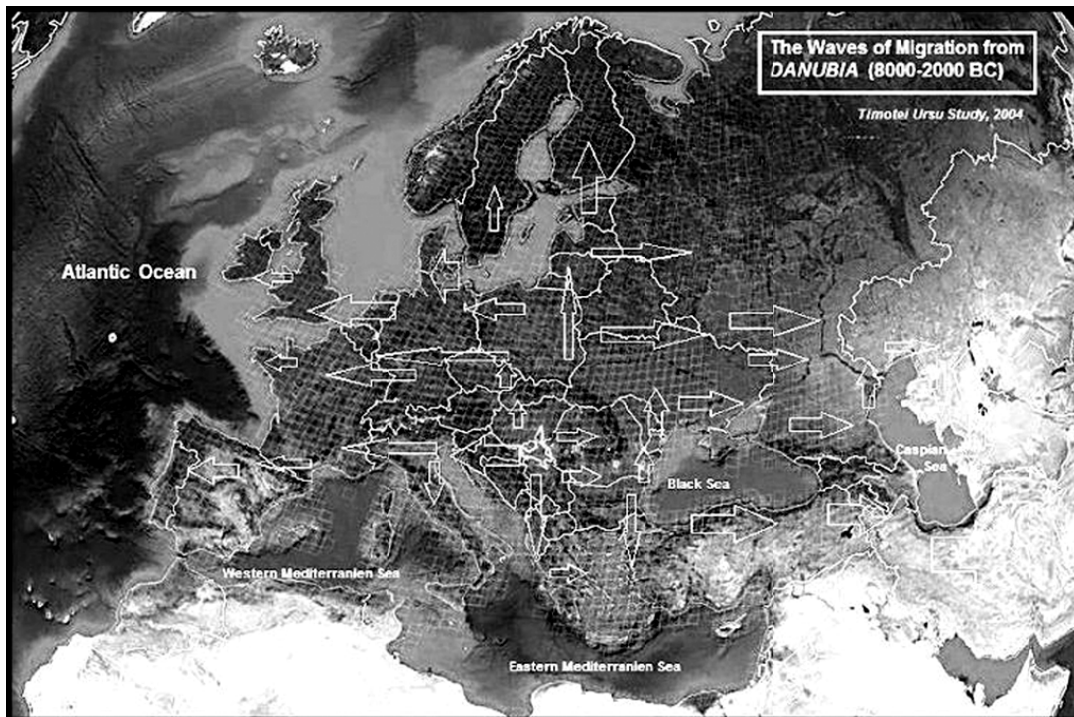 The Waves of Migration from
DANUBIA (8000-2000 BC)
Timotei Ursu Study, 2004
Atlantic Ocean
Caspian
Sea
Black Sea
Western Mediterranien Sea
Eastern Mediterranien Sea